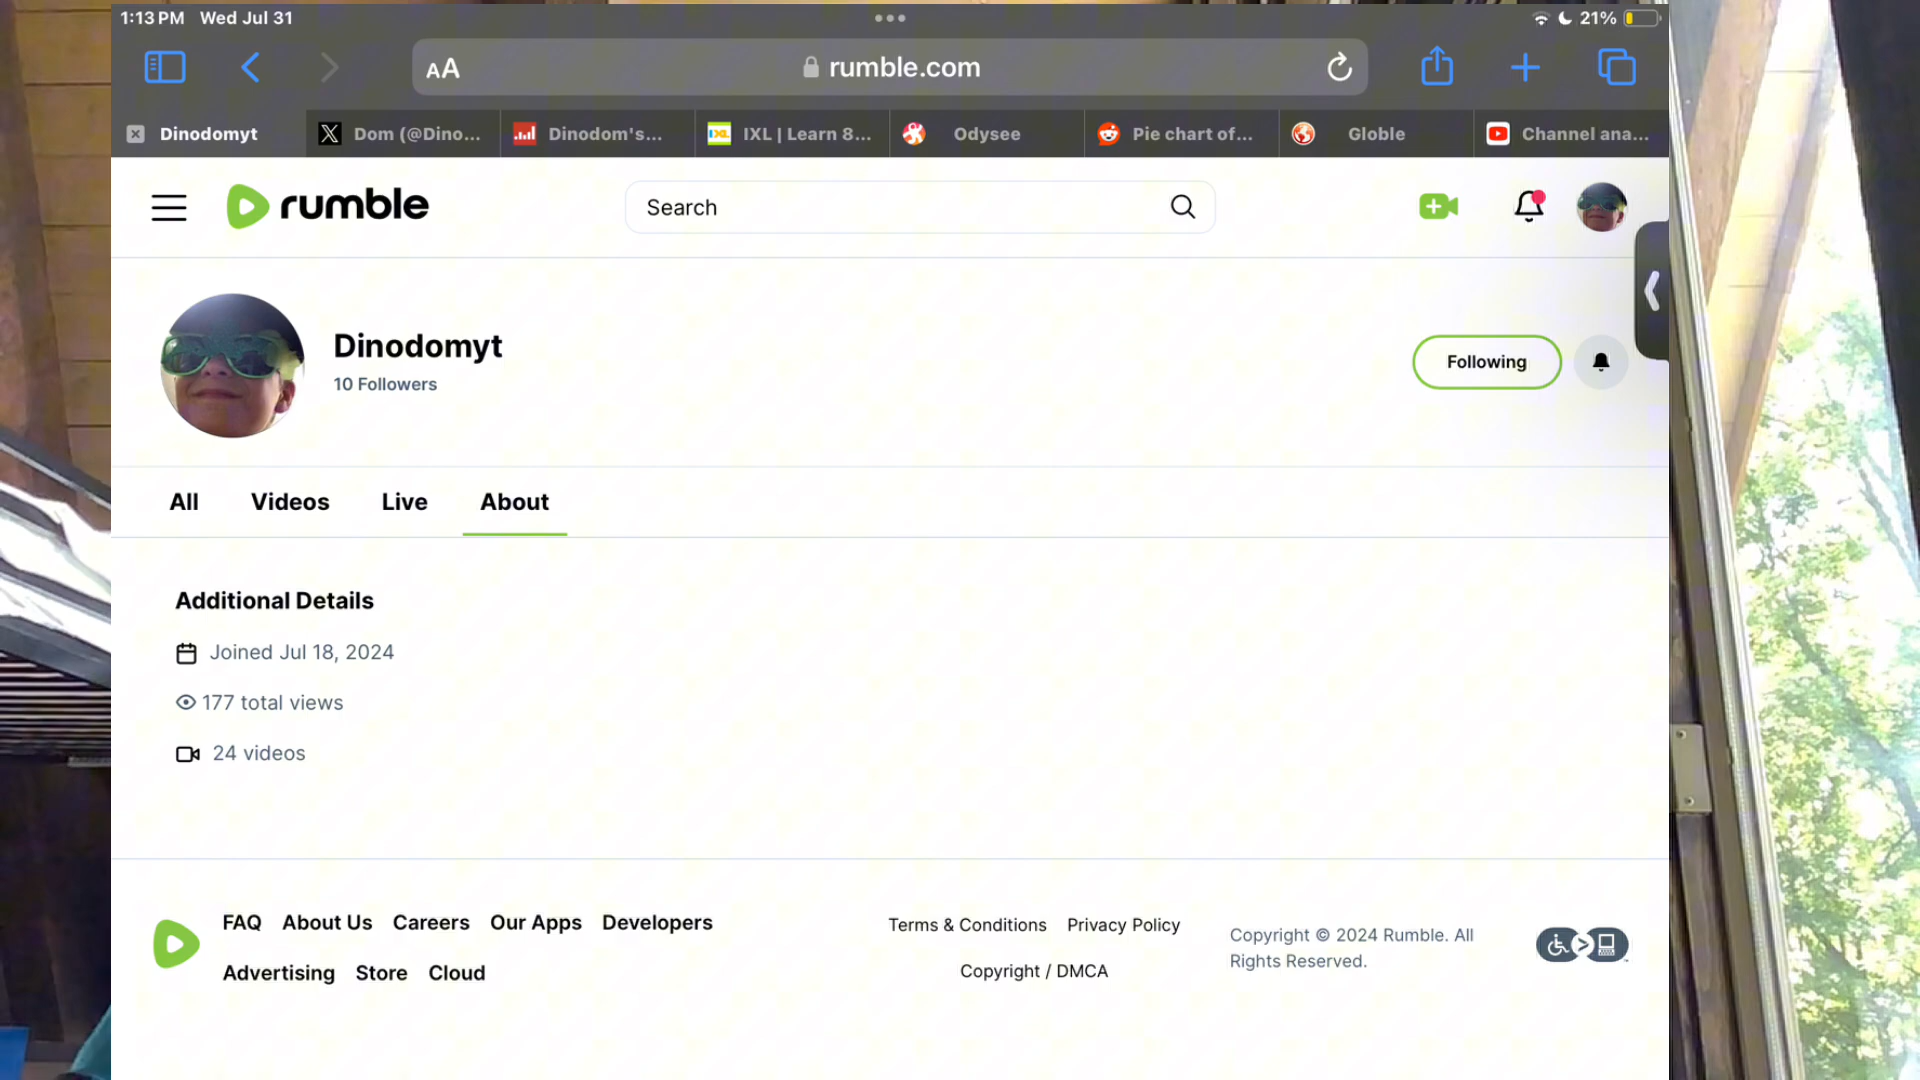 1:13 PM Wed Jul 31
21%
AA rumble.com
Dinodomyt Dom (@Dino... Dinodom's... IXL | Learn 8... Odysee Pie chart of... Globle Channel ana...
rumble Search
Dinodomyt
10 Followers
Following
All Videos Live About
Additional Details
Joined Jul 18, 2024
177 total views
24 videos
FAQ About Us Careers Our Apps Developers
Advertising Store Cloud
Terms & Conditions Privacy Policy
Copyright / DMCA
Copyright © 2024 Rumble. All
Rights Reserved.